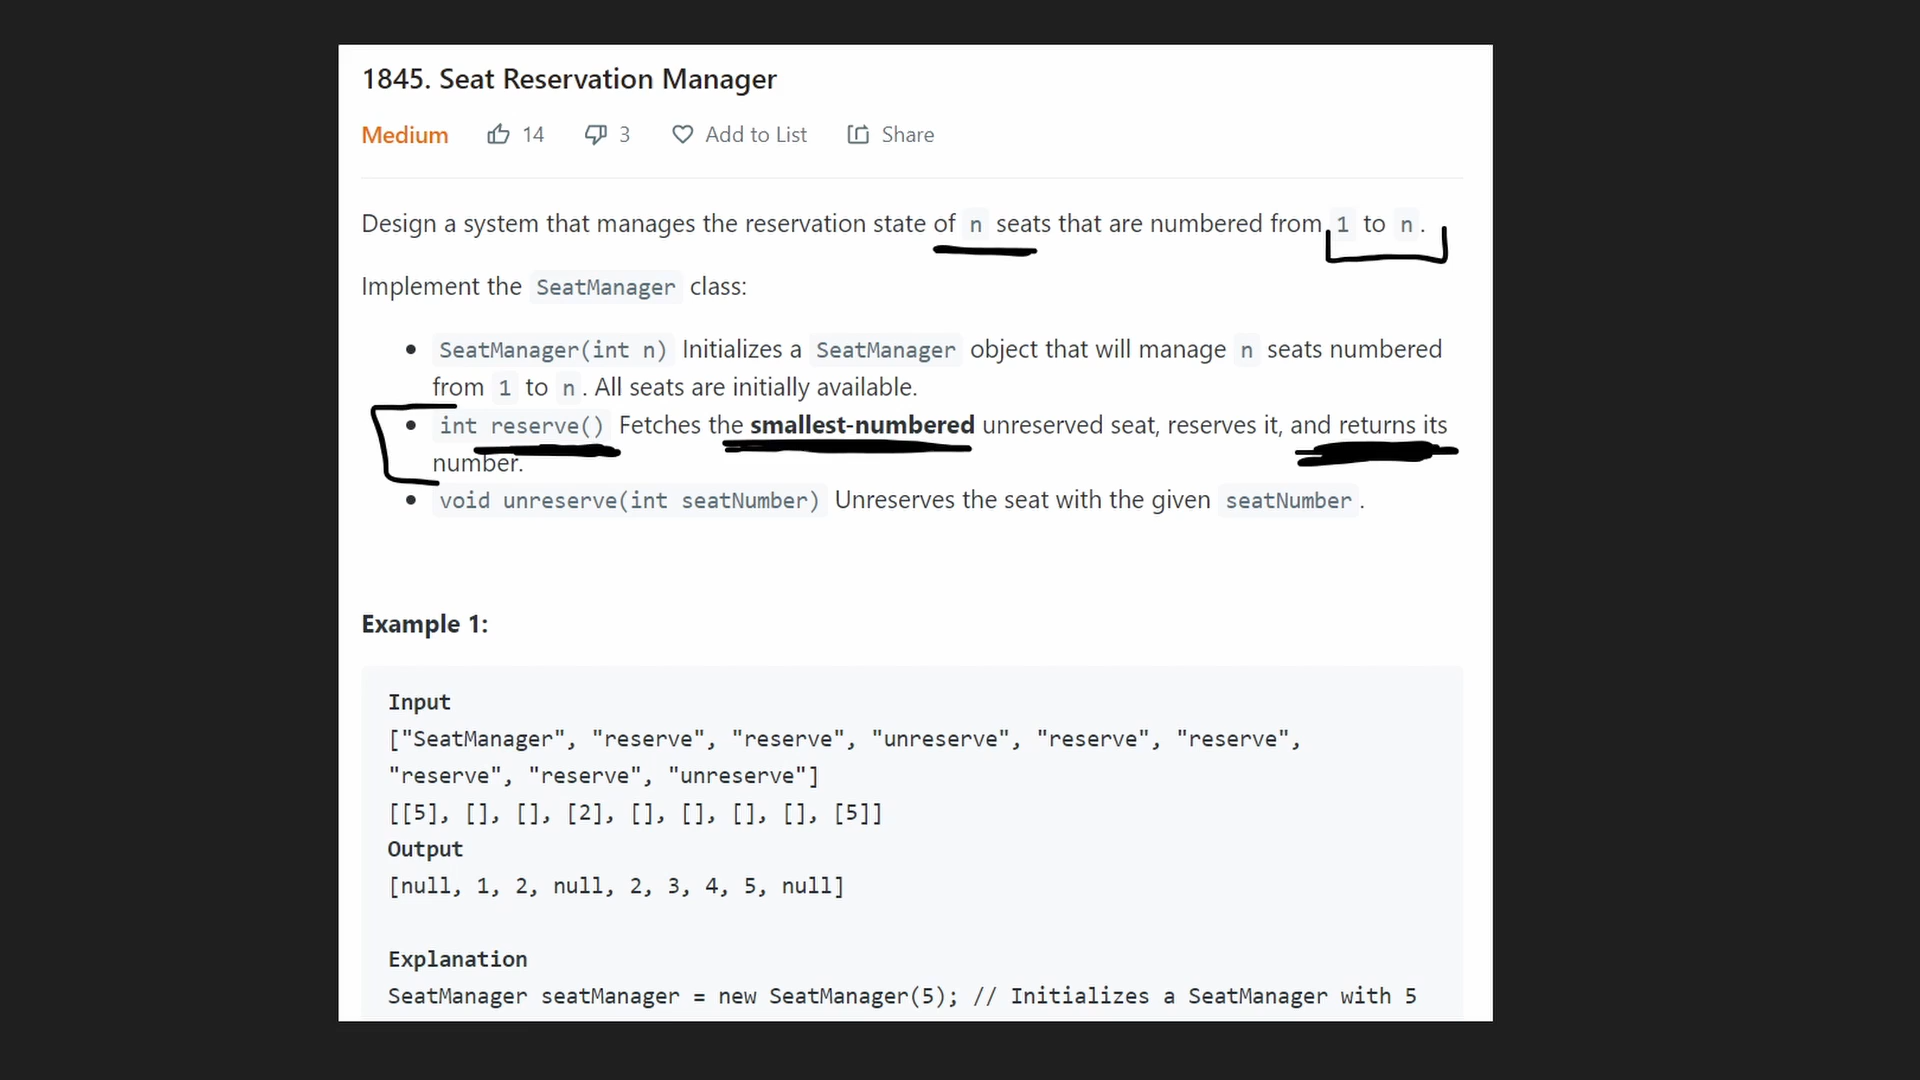 1845. Seat Reservation Manager
Medium 14 3 Add to List Share
Design a system that manages the reservation state of n seats that are numbered from 1 to n.
Implement the SeatManager class:
• SeatManager(int n) Initializes a SeatManager object that will manage n seats numbered
from 1 to n. All seats are initially available.
• int reserve() Fetches the smallest-numbered unreserved seat, reserves it, and returns its
number.
• void unreserve(int seatNumber) Unreserves the seat with the given seatNumber.
Example 1:
Input
["SeatManager", "reserve", "reserve", "unreserve", "reserve", "reserve",
"reserve", "reserve", "unreserve"]
[[5], [], [], [2], [], [], [], [], [5]]
Output
[null, 1, 2, null, 2, 3, 4, 5, null]
Explanation
SeatManager seatManager = new SeatManager(5); // Initializes a SeatManager with 5